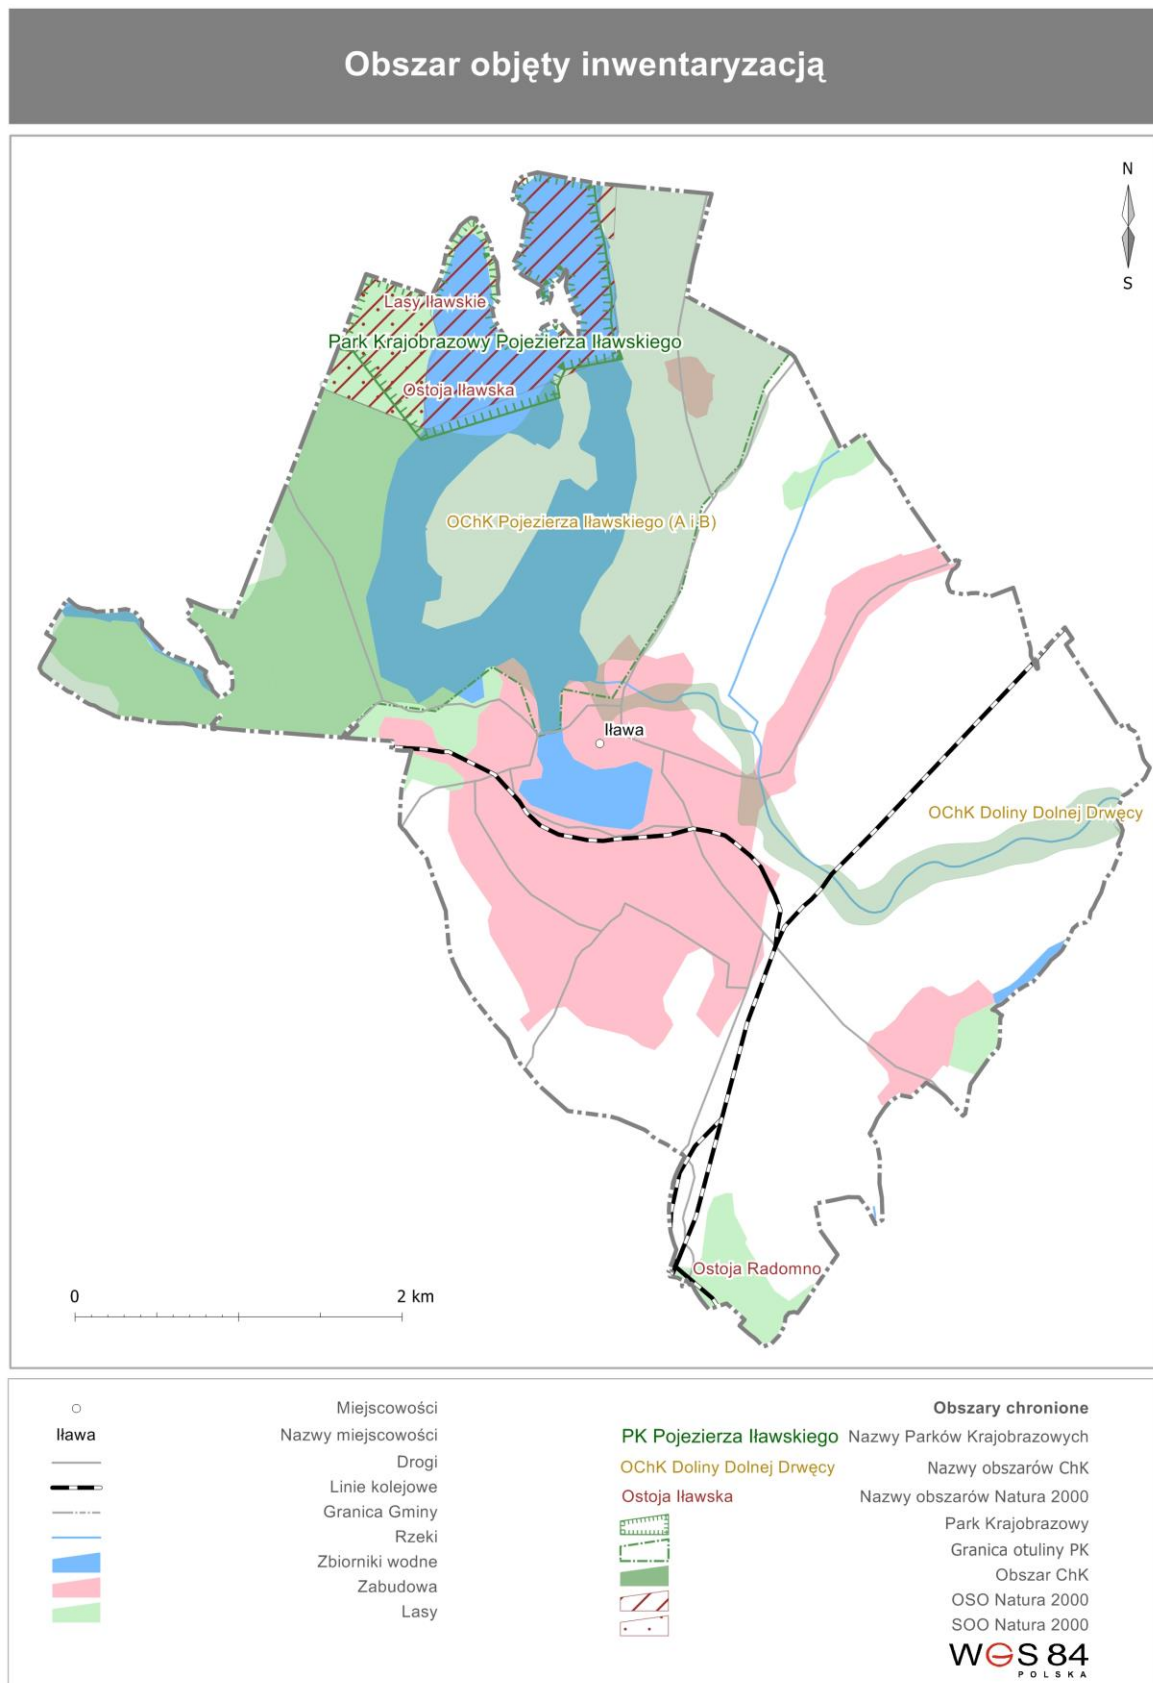 Obszar objęty inwentaryzacją
N
S
Lasy Iławskie
Park Krajobrazowy Pojezierza Iławskiego
Ostoja Iławska
OChK Pojezierza Iławskiego (A i B)
Iława
OChK Doliny Dolnej Drwęcy
Ostoja Radomno
0 2 km
Miejscowości
Iława Nazwy miejscowości
Drogi
Linie kolejowe
Granica Gminy
Rzeki
Zbiorniki wodne
Zabudowa
Lasy
Obszary chronione
PK Pojezierza Iławskiego Nazwy Parków Krajobrazowych
OChK Doliny Dolnej Drwęcy Nazwy obszarów ChK
Ostoja Iławska Nazwy obszarów Natura 2000
Park Krajobrazowy
Granica otuliny PK
Obszar ChK
OSO Natura 2000
SOO Natura 2000
WGS 84
POLSKA